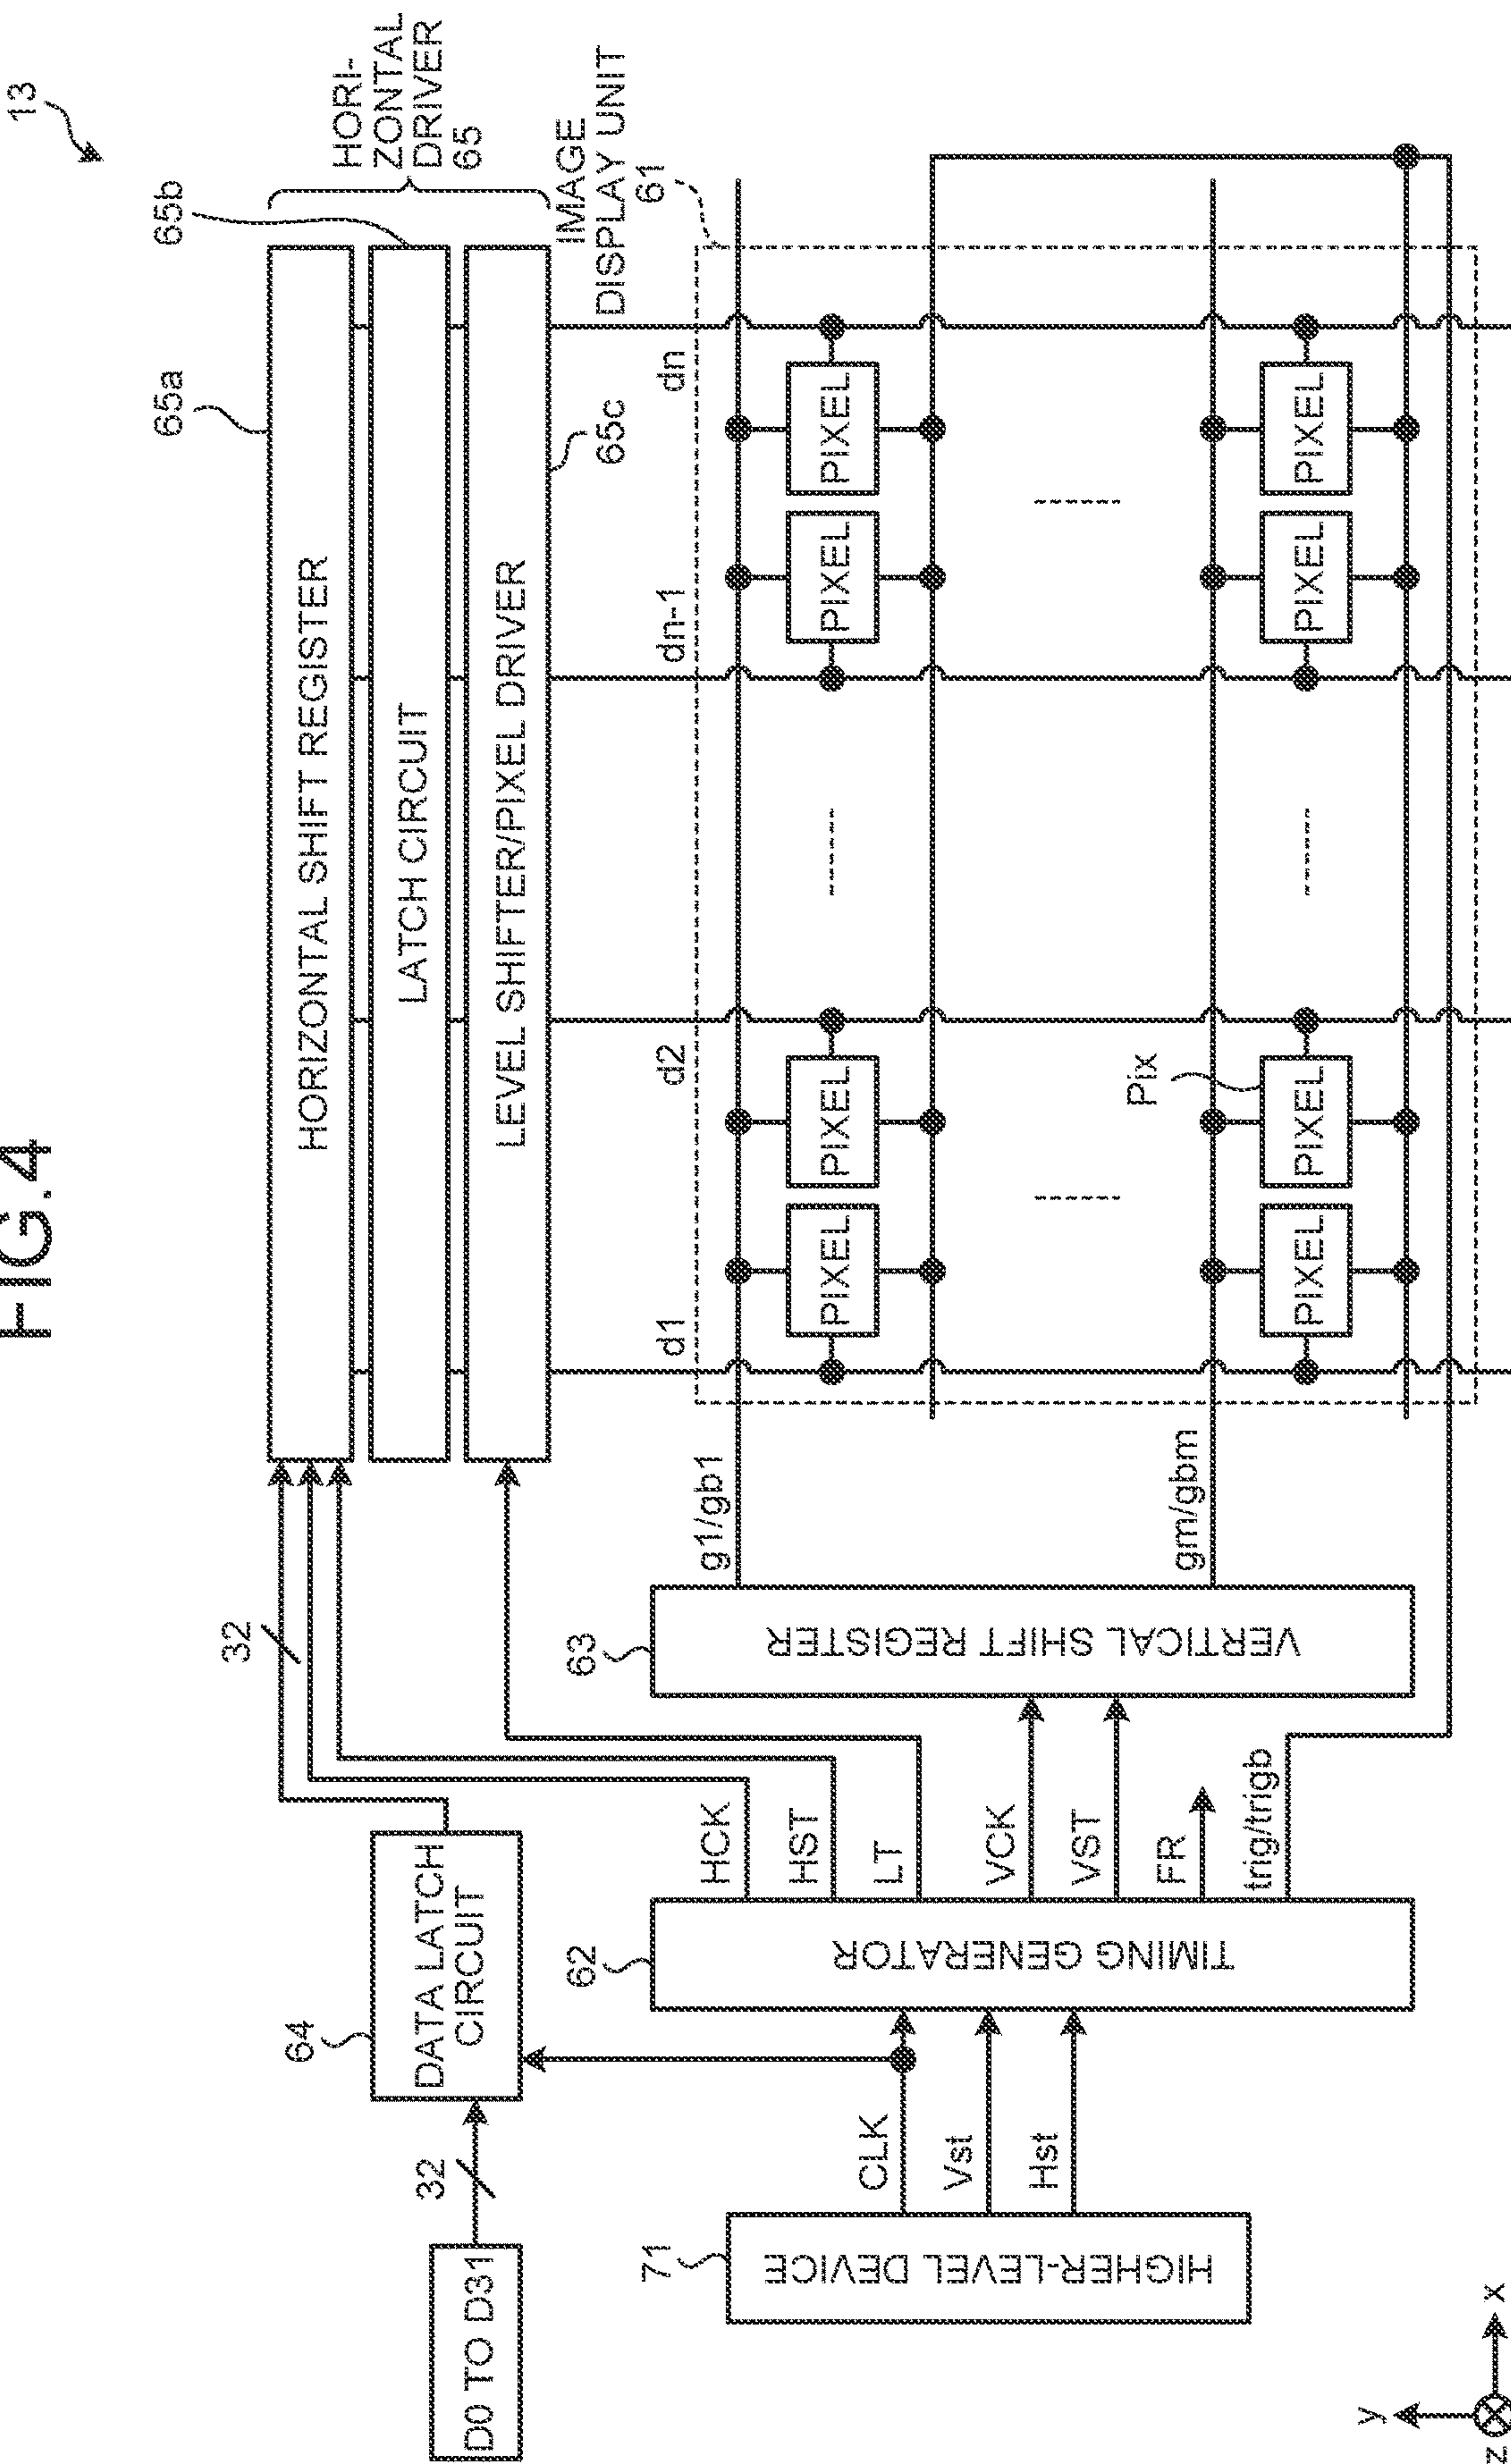 FIG.4
13
65a
65b
HORI-
ZONTAL
DRIVER
65
HORIZONTAL SHIFT REGISTER
LATCH CIRCUIT
LEVEL SHIFTER/PIXEL DRIVER
65c
IMAGE
DISPLAY UNIT
61
32
32
D0 TO D31
64
DATA LATCH
CIRCUIT
71
HIGHER-LEVEL DEVICE
CLK
Vst
Hst
62
TIMING GENERATOR
HCK
HST
LT
VCK
VST
FR
trig/trigb
63
VERTICAL SHIFT REGISTER
g1/gb1
gm/gbm
d1
d2
dn-1
dn
PIXEL
PIXEL
PIXEL
PIXEL
Pix
PIXEL
PIXEL
PIXEL
PIXEL
y
x
z